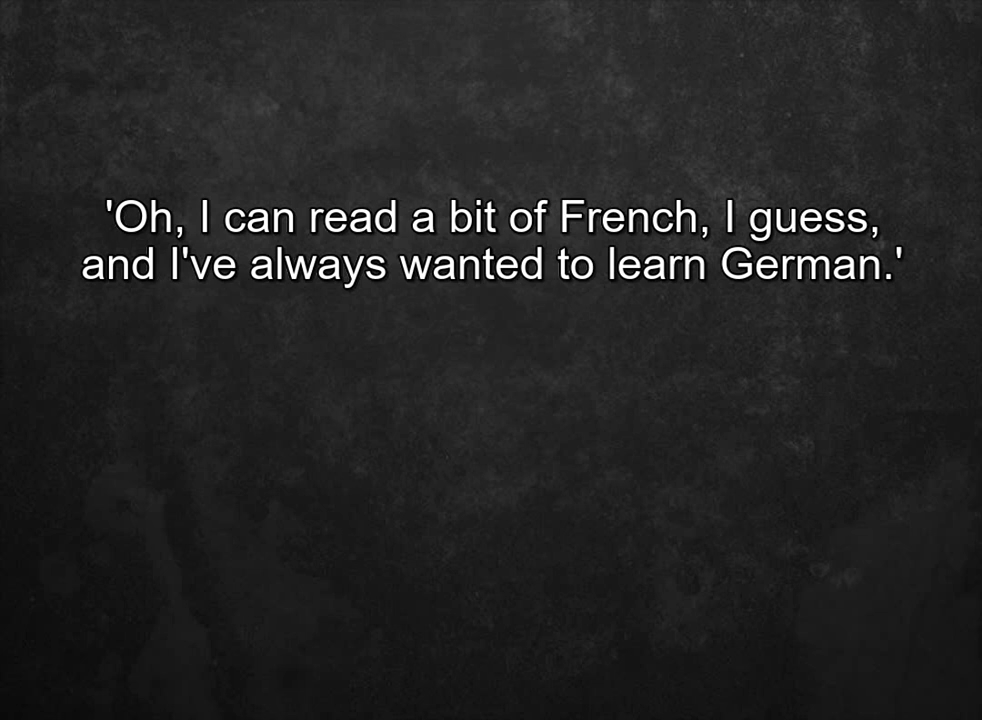 'Oh, I can read a bit of French, I guess,
and I've always wanted to learn German.'